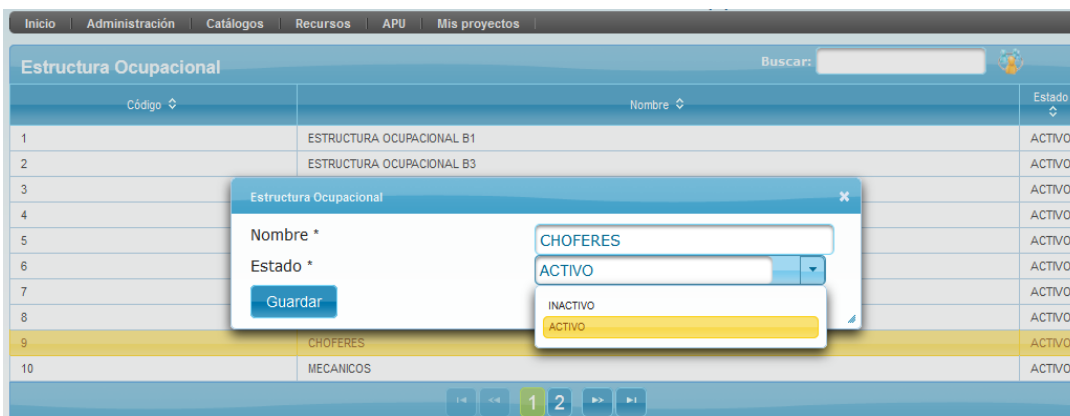 Inicio Administración Catálogos Recursos APU Mis proyectos
Estructura Ocupacional Buscar:
Código Nombre Estado
1 ESTRUCTURA OCUPACIONAL B1 ACTIVO
2 ESTRUCTURA OCUPACIONAL B3 ACTIVO
3 ACTIVO
4 ACTIVO
5 ACTIVO
6 ACTIVO
7 ACTIVO
8 ACTIVO
9 CHOFERES ACTIVO
10 MECANICOS ACTIVO
Estructura Ocupacional
Nombre * CHOFERES
Estado * ACTIVO
Guardar
INACTIVO
ACTIVO
1 2